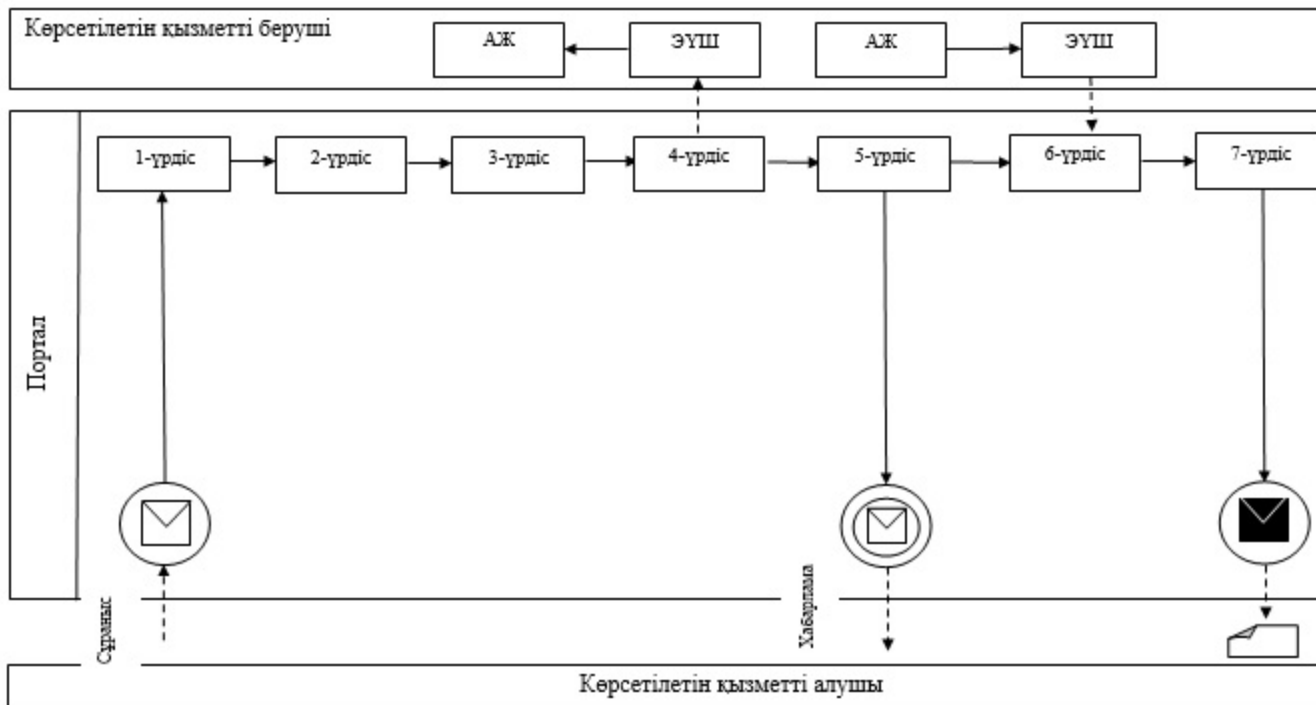 Көрсетілетін қызметті беруші
АЖ
ЭҮШ
АЖ
ЭҮШ
Портал
1-үрдіс
2-үрдіс
3-үрдіс
4-үрдіс
5-үрдіс
6-үрдіс
7-үрдіс
Сұраныс
Хабарлама
Көрсетілетін қызметті алушы